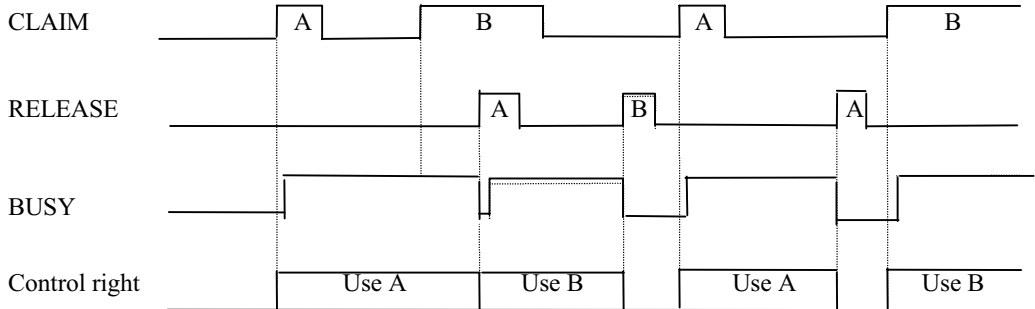 CLAIM A B A B
RELEASE A B A
BUSY
Control right Use A Use B Use A Use B